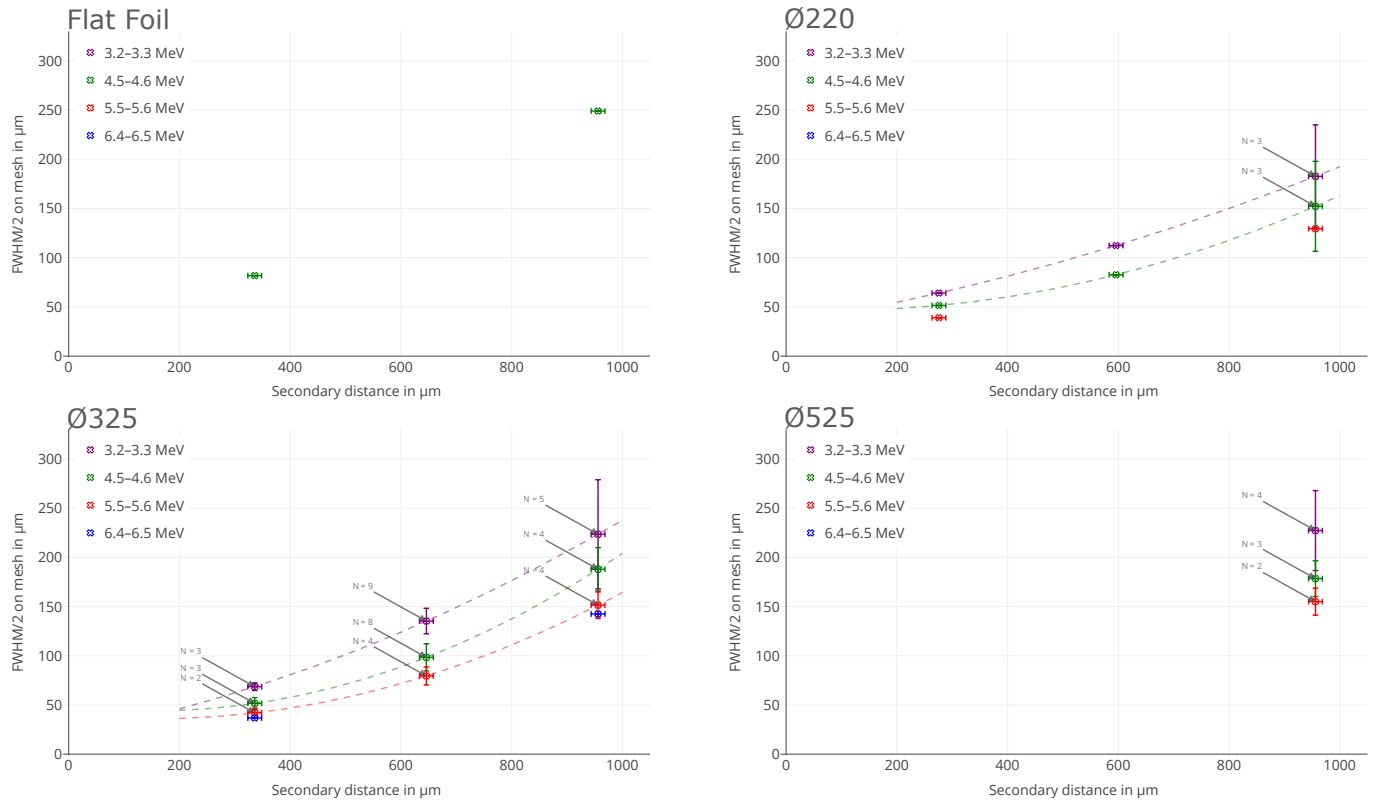 Flat Foil
3.2–3.3 MeV
4.5–4.6 MeV
5.5–5.6 MeV
6.4–6.5 MeV
FWHM/2 on mesh in µm
300
250
200
150
100
50
0
0 200 400 600 800 1000
Secondary distance in µm
Ø220
3.2–3.3 MeV
4.5–4.6 MeV
5.5–5.6 MeV
6.4–6.5 MeV
N = 3
N = 3
FWHM/2 on mesh in µm
300
250
200
150
100
50
0
0 200 400 600 800 1000
Secondary distance in µm
Ø325
3.2–3.3 MeV
4.5–4.6 MeV
5.5–5.6 MeV
6.4–6.5 MeV
N = 5
N = 4
N = 4
N = 9
N = 8
N = 4
N = 3
N = 3
N = 2
FWHM/2 on mesh in µm
300
250
200
150
100
50
0
0 200 400 600 800 1000
Secondary distance in µm
Ø525
3.2–3.3 MeV
4.5–4.6 MeV
5.5–5.6 MeV
6.4–6.5 MeV
N = 4
N = 3
N = 2
FWHM/2 on mesh in µm
300
250
200
150
100
50
0
0 200 400 600 800 1000
Secondary distance in µm